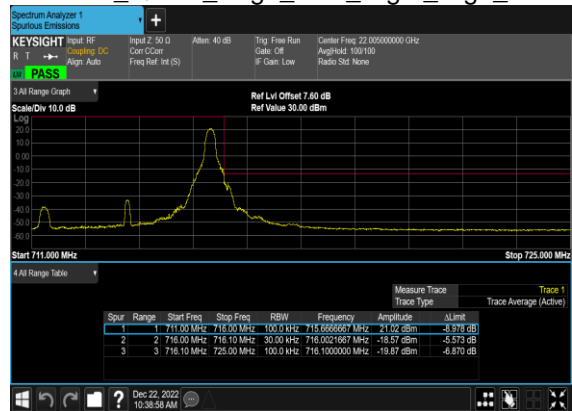 Spectrum Analyzer 1
Spurious Emissions
KEYSIGHT Input: RF Input Z: 50 Ω Atten: 40 dB Trig: Free Run Center Freq: 22.005000000 GHz
R T Coupling: DC Corr CCorr Gate: Off Avg|Hold: 100/100
Align: Auto Freq Ref: Int (S) IF Gain: Low Radio Std: None
PASS
3 All Range Graph
Ref Lvl Offset 7.60 dB
Scale/Div 10.0 dB Ref Value 30.00 dBm
Log
20.0
10.0
0.00
-10.0
-20.0
-30.0
-40.0
-50.0
-60.0
Start 711.000 MHz Stop 725.000 MHz
4 All Range Table
Measure Trace Trace 1
Trace Type Trace Average (Active)
Spur Range Start Freq Stop Freq RBW Frequency Amplitude ΔLimit
1 1 711.00 MHz 716.00 MHz 100.0 kHz 715.6666667 MHz 21.02 dBm -8.978 dB
2 2 716.00 MHz 716.10 MHz 30.00 kHz 716.0021667 MHz -18.57 dBm -5.573 dB
3 3 716.10 MHz 725.00 MHz 100.0 kHz 716.1000000 MHz -19.87 dBm -6.870 dB
Dec 22, 2022
10:38:58 AM